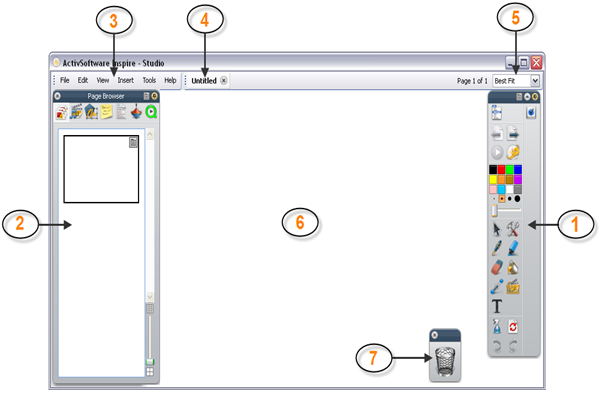 3
4
5
ActivSoftware Inspire - Studio
File Edit View Insert Tools Help Untitled Page 1 of 1 Best Fit
Page Browser
2
6
1
T
7